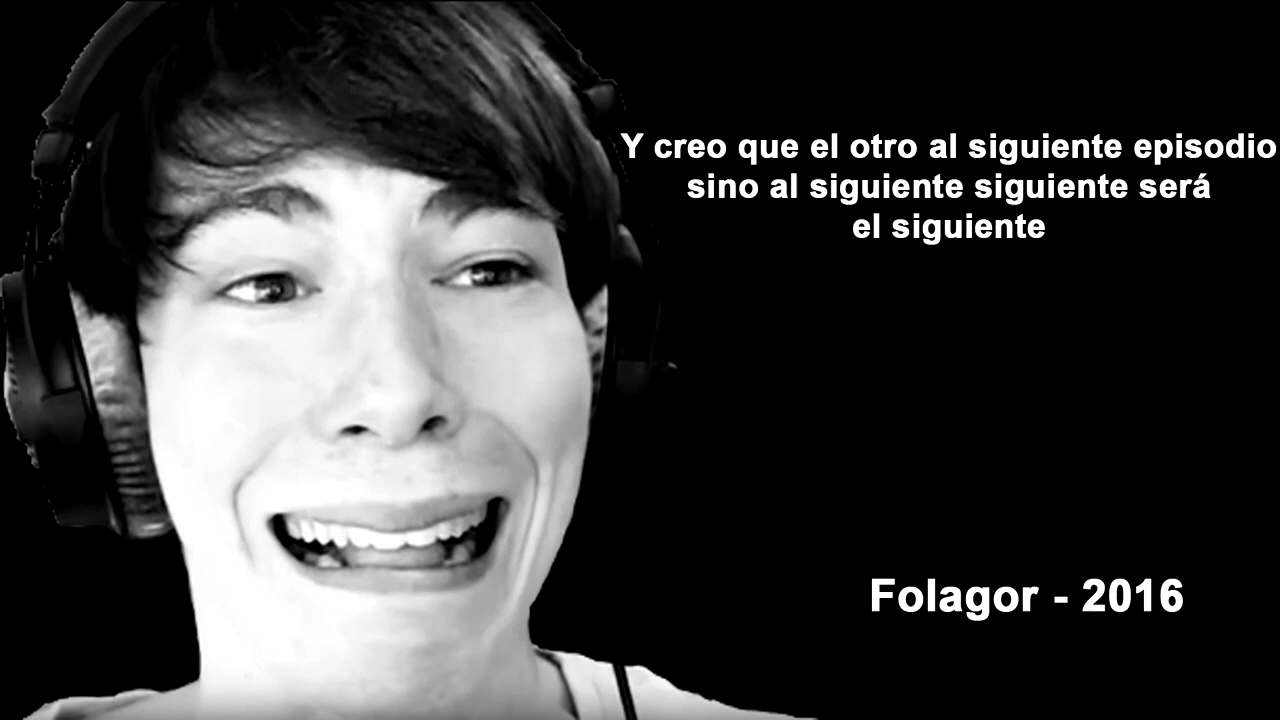 Y creo que el otro al siguiente episodio
sino al siguiente siguiente será
el siguiente
Folagor - 2016